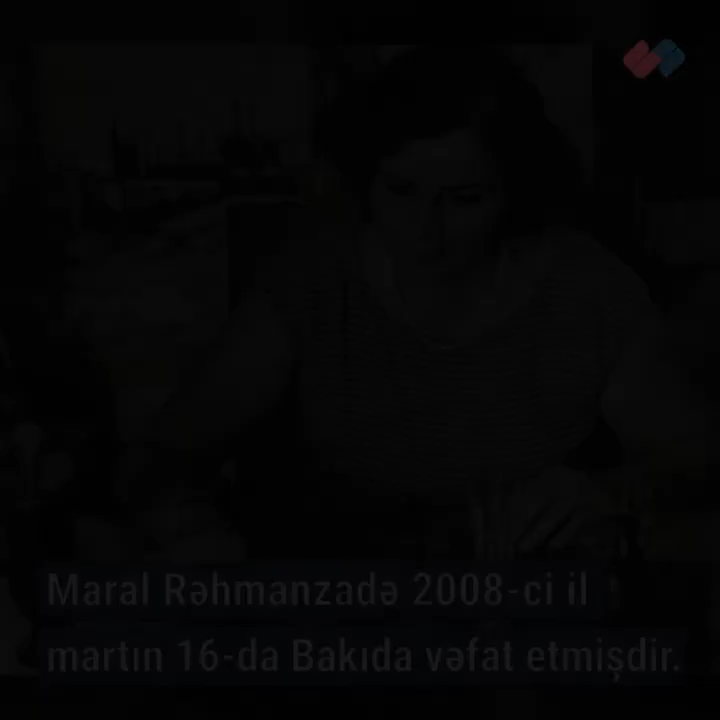 Maral Rəhmanzadə 2008-ci il
martın 16-da Bakıda vəfat etmişdir.